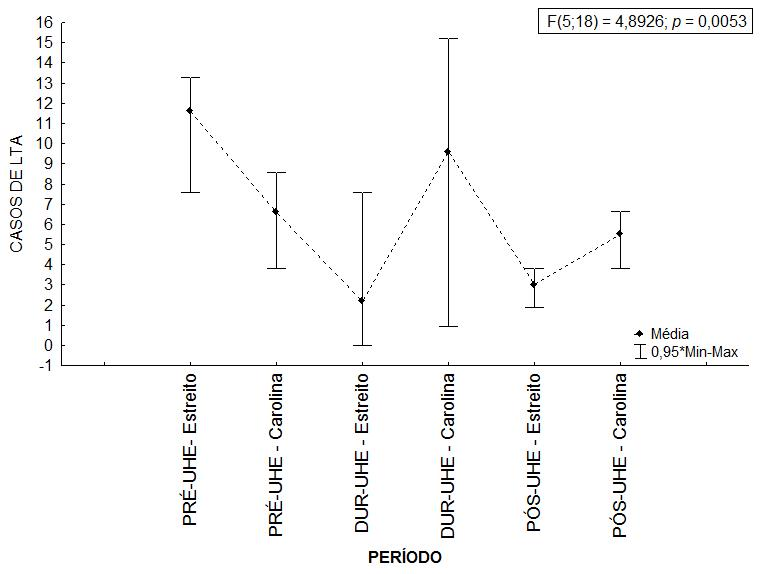 F(5;18) = 4,8926; p = 0,0053
CASOS DE LTA
16
15
14
13
12
11
10
9
8
7
6
5
4
3
2
1
0
-1
Média
0,95*Min-Max
PRÉ-UHE- Estreito
PRÉ-UHE - Carolina
DUR-UHE - Estreito
DUR-UHE - Carolina
PÓS-UHE - Estreito
PÓS-UHE - Carolina
PERÍODO